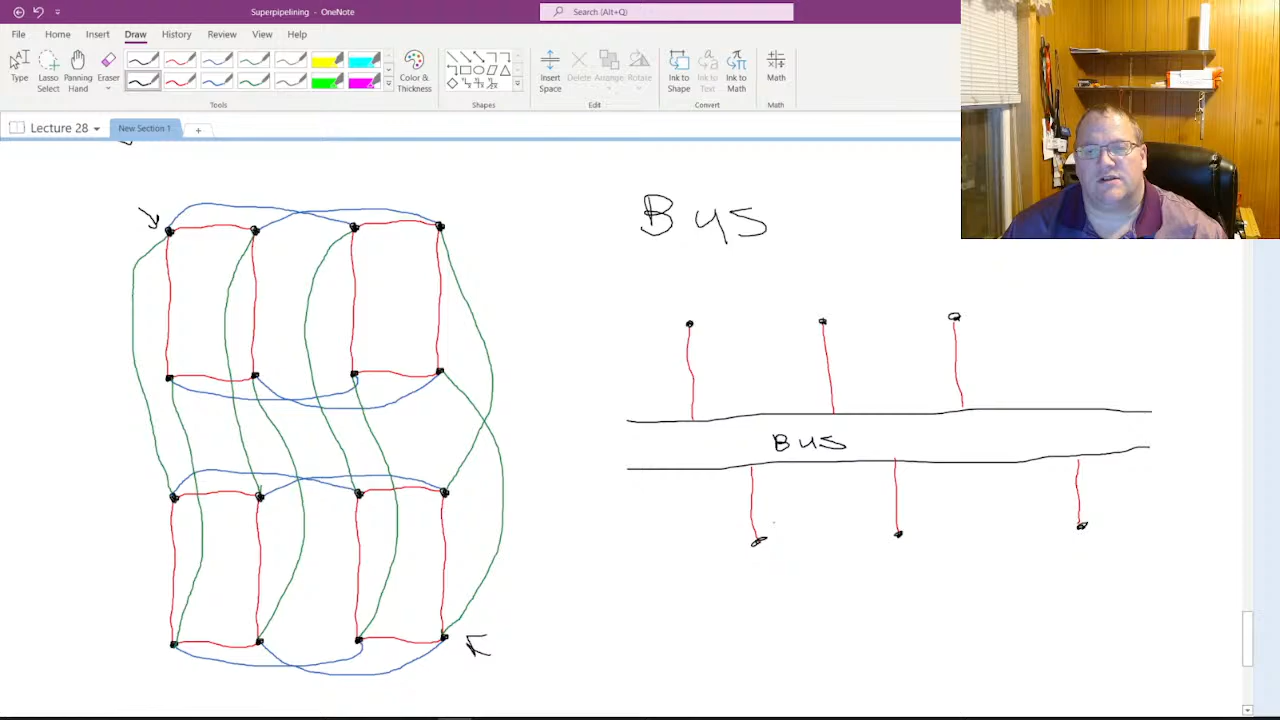 Superpipelining - OneNote
Search (Alt+Q)
File Home Insert Draw History Review View Help
Type
Lasso Select
Panning Hand
Eraser
Color & Thickness
Insert Space
Delete
Arrange
Rotate
Ink to Shape
Ink to Text
Ink to Math
Math
Tools
Shapes
Edit
Convert
Math
Lecture 28
New Section 1
Bus
Bus